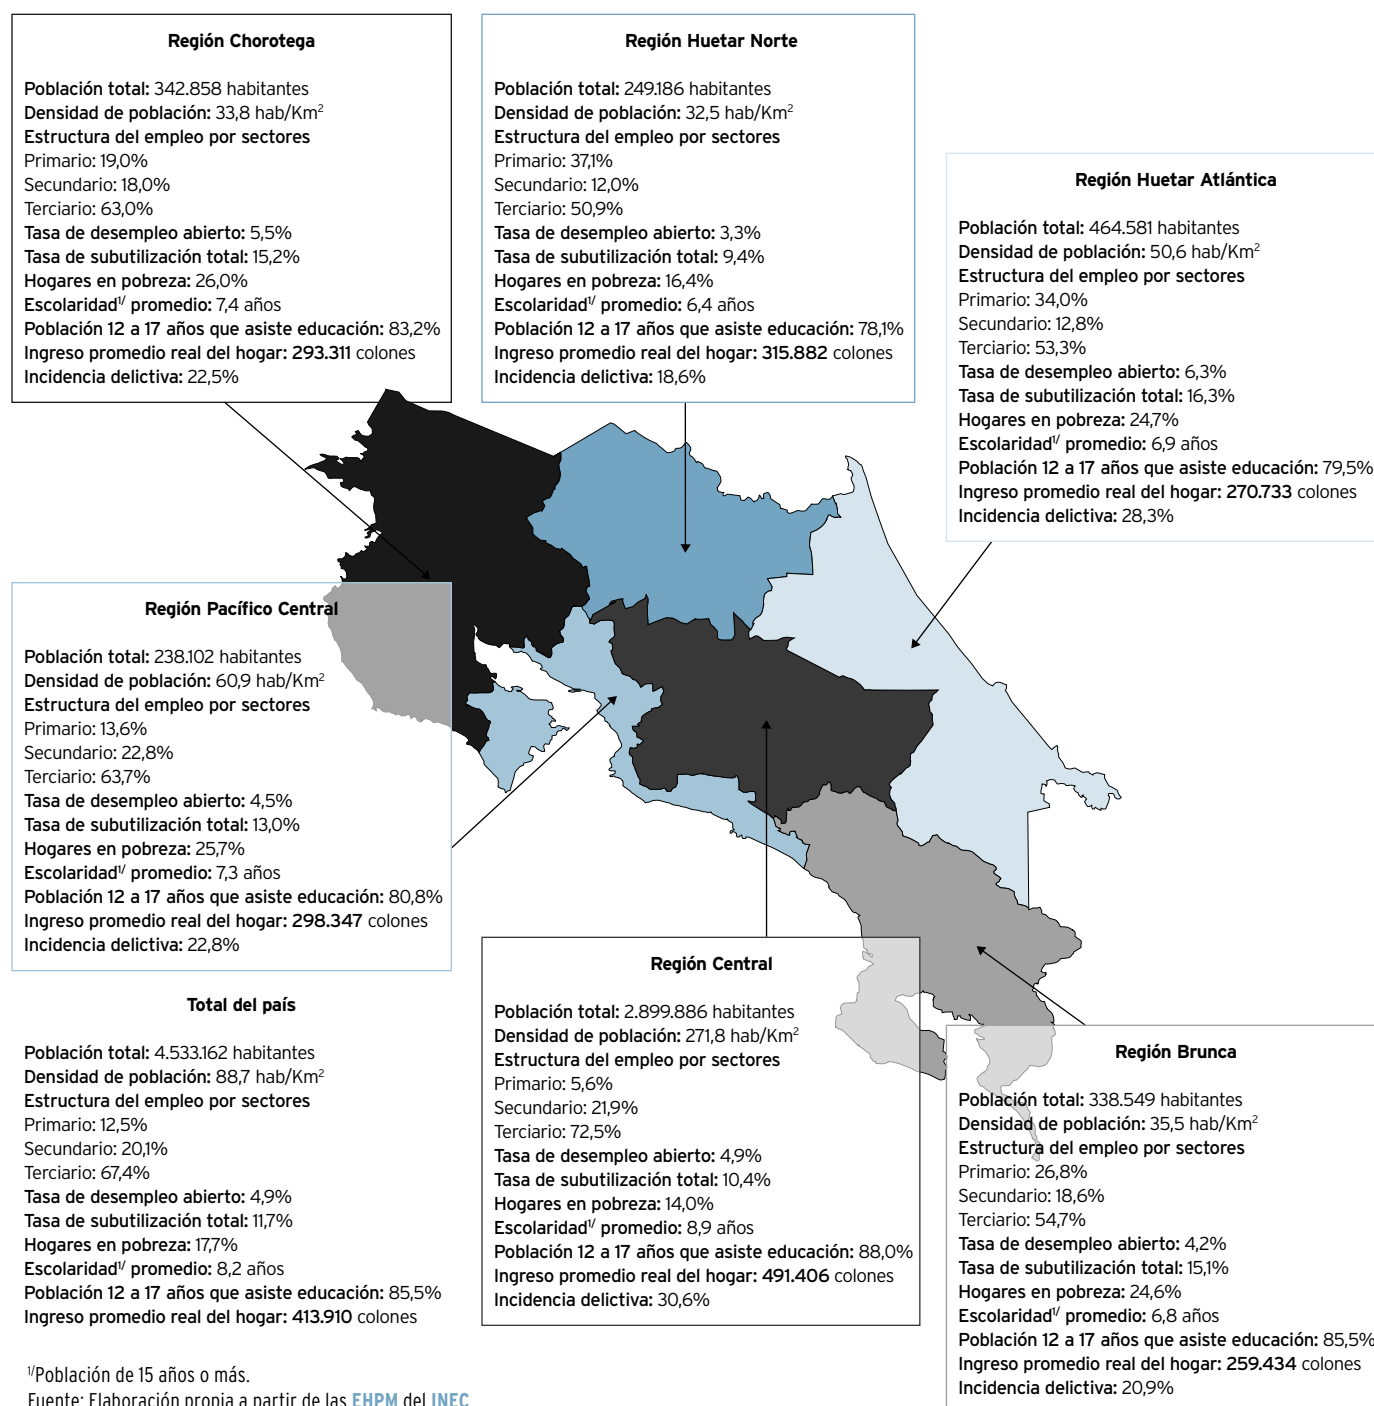 Región Chorotega
Población total: 342.858 habitantes
Densidad de población: 33,8 hab/Km²
Estructura del empleo por sectores
Primario: 19,0%
Secundario: 18,0%
Terciario: 63,0%
Tasa de desempleo abierto: 5,5%
Tasa de subutilización total: 15,2%
Hogares en pobreza: 26,0%
Escolaridad¹/ promedio: 7,4 años
Población 12 a 17 años que asiste educación: 83,2%
Ingreso promedio real del hogar: 293.311 colones
Incidencia delictiva: 22,5%
Región Huetar Norte
Población total: 249.186 habitantes
Densidad de población: 32,5 hab/Km²
Estructura del empleo por sectores
Primario: 37,1%
Secundario: 12,0%
Terciario: 50,9%
Tasa de desempleo abierto: 3,3%
Tasa de subutilización total: 9,4%
Hogares en pobreza: 16,4%
Escolaridad¹/ promedio: 6,4 años
Población 12 a 17 años que asiste educación: 78,1%
Ingreso promedio real del hogar: 315.882 colones
Incidencia delictiva: 18,6%
Región Huetar Atlántica
Población total: 464.581 habitantes
Densidad de población: 50,6 hab/Km²
Estructura del empleo por sectores
Primario: 34,0%
Secundario: 12,8%
Terciario: 53,3%
Tasa de desempleo abierto: 6,3%
Tasa de subutilización total: 16,3%
Hogares en pobreza: 24,7%
Escolaridad¹/ promedio: 6,9 años
Población 12 a 17 años que asiste educación: 79,5%
Ingreso promedio real del hogar: 270.733 colones
Incidencia delictiva: 28,3%
Región Pacífico Central
Población total: 238.102 habitantes
Densidad de población: 60,9 hab/Km²
Estructura del empleo por sectores
Primario: 13,6%
Secundario: 22,8%
Terciario: 63,7%
Tasa de desempleo abierto: 4,5%
Tasa de subutilización total: 13,0%
Hogares en pobreza: 25,7%
Escolaridad¹/ promedio: 7,3 años
Población 12 a 17 años que asiste educación: 80,8%
Ingreso promedio real del hogar: 298.347 colones
Incidencia delictiva: 22,8%
Región Central
Población total: 2.899.886 habitantes
Densidad de población: 271,8 hab/Km²
Estructura del empleo por sectores
Primario: 5,6%
Secundario: 21,9%
Terciario: 72,5%
Tasa de desempleo abierto: 4,9%
Tasa de subutilización total: 10,4%
Hogares en pobreza: 14,0%
Escolaridad¹/ promedio: 8,9 años
Población 12 a 17 años que asiste educación: 88,0%
Ingreso promedio real del hogar: 491.406 colones
Incidencia delictiva: 30,6%
Región Brunca
Población total: 338.549 habitantes
Densidad de población: 35,5 hab/Km²
Estructura del empleo por sectores
Primario: 26,8%
Secundario: 18,6%
Terciario: 54,7%
Tasa de desempleo abierto: 4,2%
Tasa de subutilización total: 15,1%
Hogares en pobreza: 24,6%
Escolaridad¹/ promedio: 6,8 años
Población 12 a 17 años que asiste educación: 85,5%
Ingreso promedio real del hogar: 259.434 colones
Incidencia delictiva: 20,9%
Total del país
Población total: 4.533.162 habitantes
Densidad de población: 88,7 hab/Km²
Estructura del empleo por sectores
Primario: 12,5%
Secundario: 20,1%
Terciario: 67,4%
Tasa de desempleo abierto: 4,9%
Tasa de subutilización total: 11,7%
Hogares en pobreza: 17,7%
Escolaridad¹/ promedio: 8,2 años
Población 12 a 17 años que asiste educación: 85,5%
Ingreso promedio real del hogar: 413.910 colones
¹/Población de 15 años o más.
Fuente: Elaboración propia a partir de las EHPM del INEC